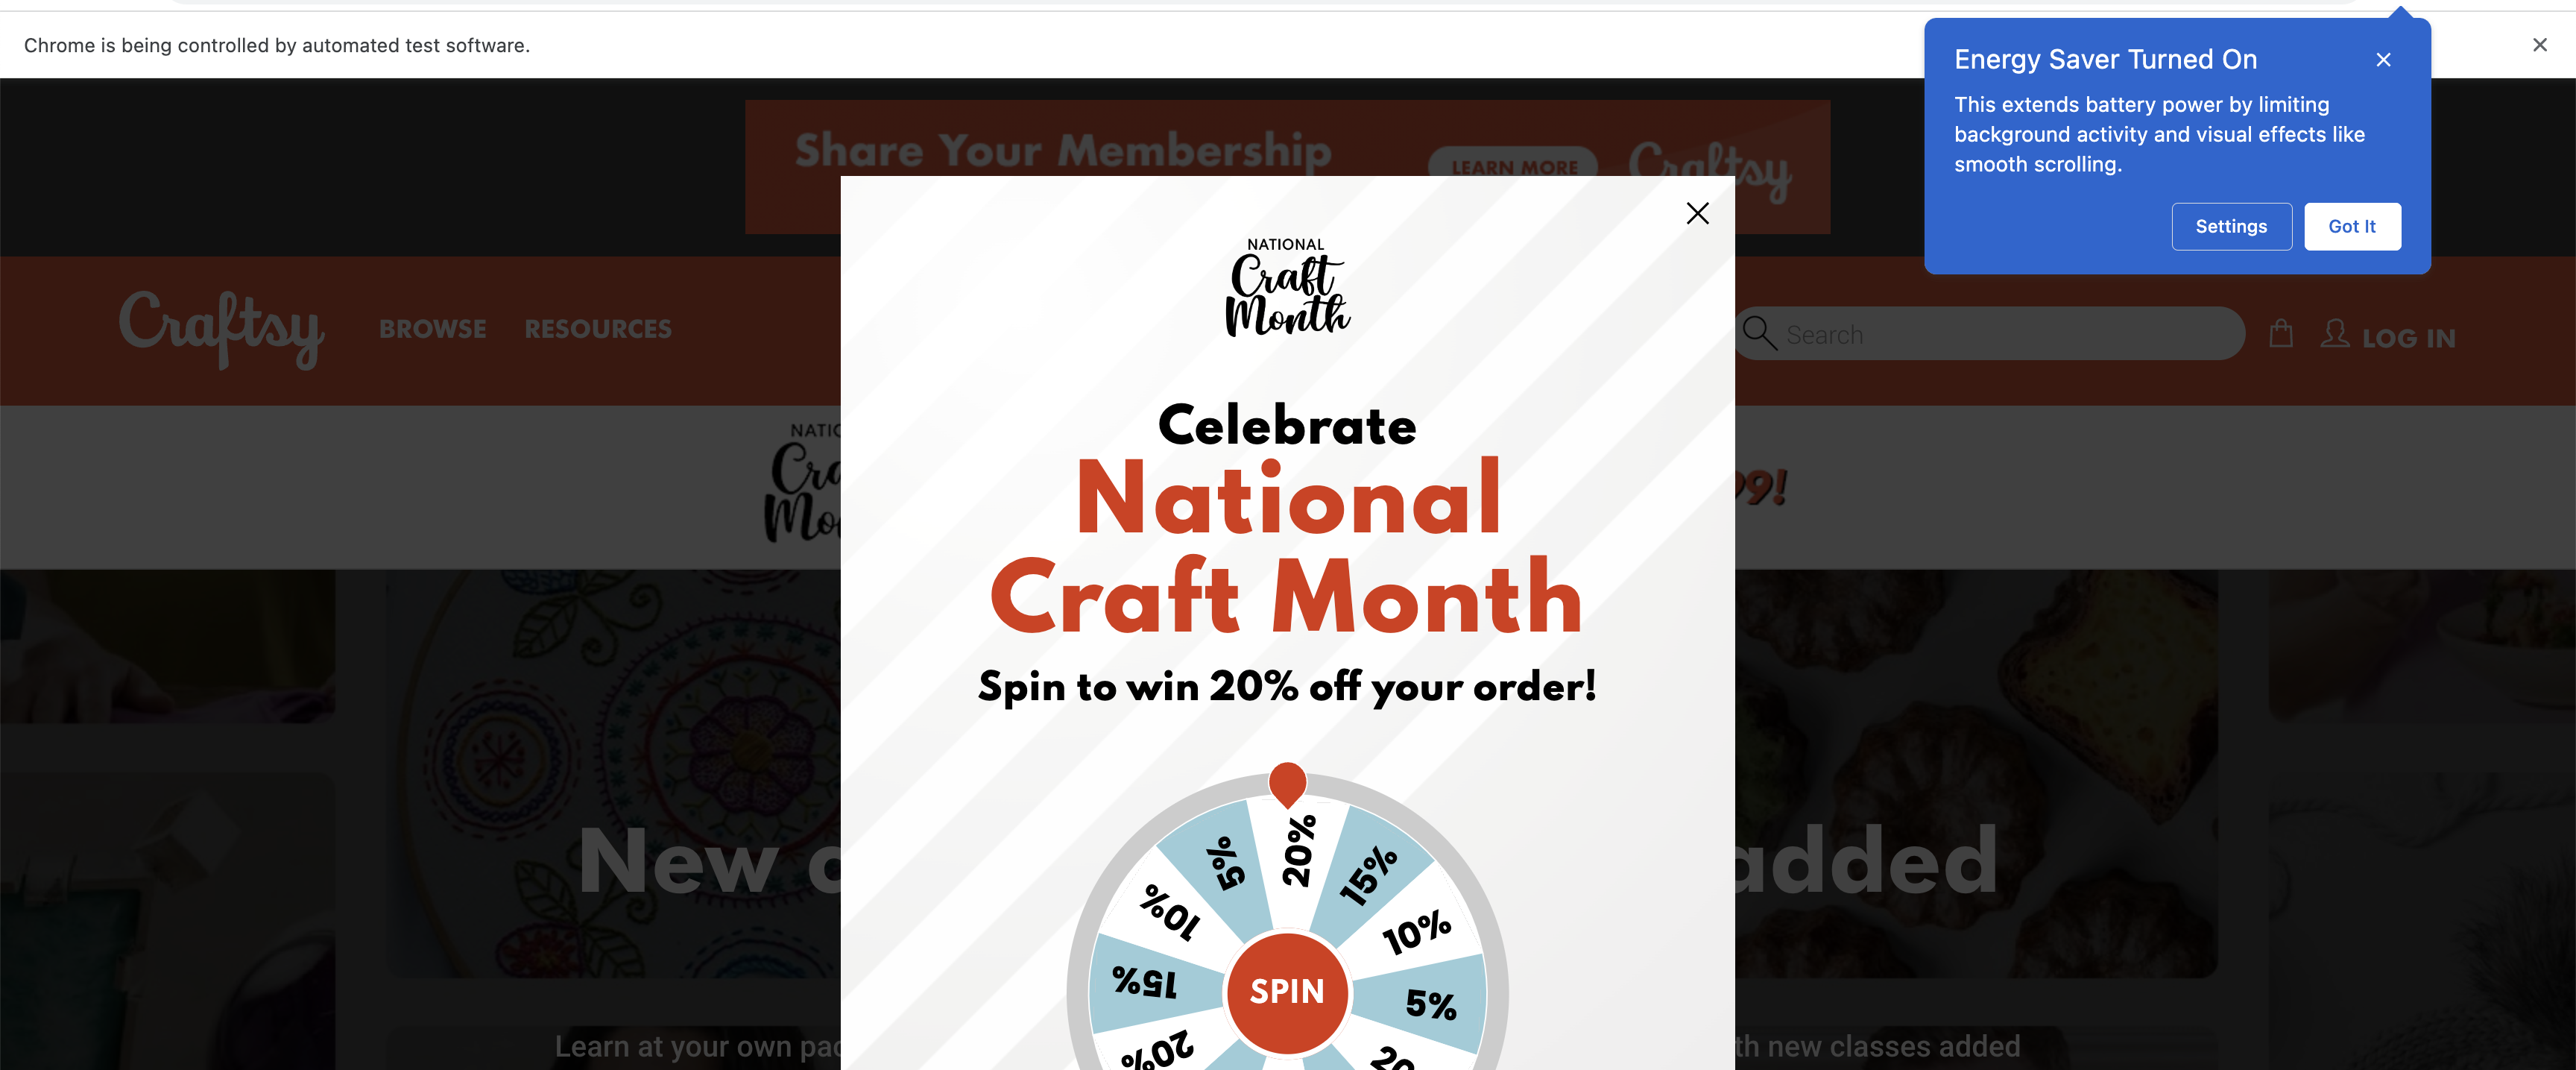 Chrome is being controlled by automated test software.
Energy Saver Turned On
This extends battery power by limiting
background activity and visual effects like
smooth scrolling.
Settings
Got It
Share Your Membership
LEARN MORE
Craftsy
Craftsy
BROWSE
RESOURCES
Search
LOG IN
NATIONAL
Craft
Month
Celebrate
National
Craft Month
Spin to win 20% off your order!
5%
20%
15%
10%
10%
15%
SPIN
5%
20%
New
added
Learn at your own
new classes added